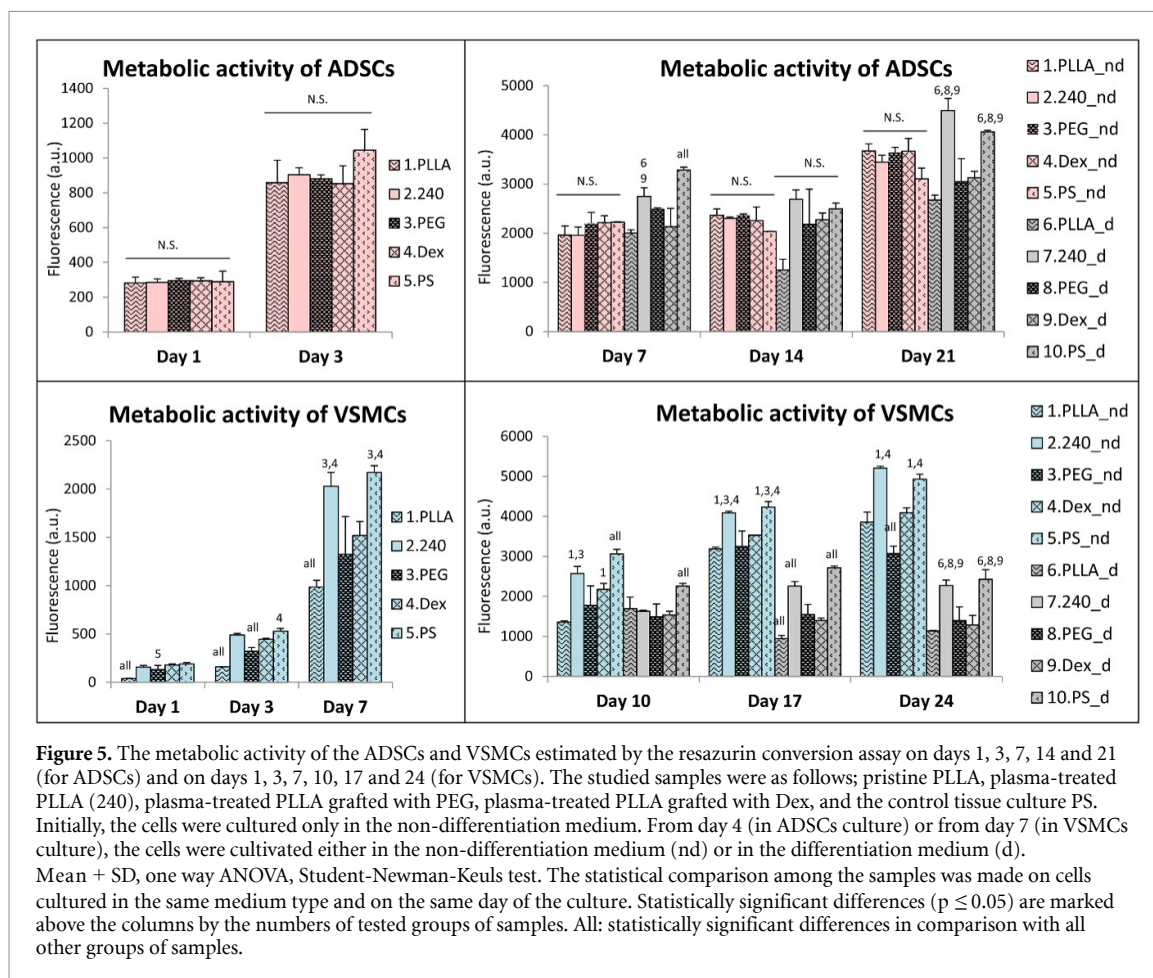 Metabolic activity of ADSCs
Fluorescence (a.u.)
1400
1200
1000
800
600
400
200
0
N.S.
N.S.
Day 1
Day 3
1.PLLA
2.240
3.PEG
4.Dex
5.PS
Metabolic activity of ADSCs
Fluorescence (a.u.)
5000
4000
3000
2000
1000
0
N.S.
6
9
all
N.S.
N.S.
N.S.
6,8,9
6,8,9
Day 7
Day 14
Day 21
1.PLLA_nd
2.240_nd
3.PEG_nd
4.Dex_nd
5.PS_nd
6.PLLA_d
7.240_d
8.PEG_d
9.Dex_d
10.PS_d
Metabolic activity of VSMCs
Fluorescence (a.u.)
2500
2000
1500
1000
500
0
all
5
all
all
4
all
3,4
3,4
Day 1
Day 3
Day 7
1.PLLA
2.240
3.PEG
4.Dex
5.PS
Metabolic activity of VSMCs
Fluorescence (a.u.)
6000
5000
4000
3000
2000
1000
0
1,3
1
all
all
1,3,4
1,3,4
all
all
all
1,4
all
1,4
6,8,9
6,8,9
Day 10
Day 17
Day 24
1.PLLA_nd
2.240_nd
3.PEG_nd
4.Dex_nd
5.PS_nd
6.PLLA_d
7.240_d
8.PEG_d
9.Dex_d
10.PS_d
Figure 5. The metabolic activity of the ADSCs and VSMCs estimated by the resazurin conversion assay on days 1, 3, 7, 14 and 21
(for ADSCs) and on days 1, 3, 7, 10, 17 and 24 (for VSMCs). The studied samples were as follows; pristine PLLA, plasma-treated
PLLA (240), plasma-treated PLLA grafted with PEG, plasma-treated PLLA grafted with Dex, and the control tissue culture PS.
Initially, the cells were cultured only in the non-differentiation medium. From day 4 (in ADSCs culture) or from day 7 (in VSMCs
culture), the cells were cultivated either in the non-differentiation medium (nd) or in the differentiation medium (d).
Mean + SD, one way ANOVA, Student-Newman-Keuls test. The statistical comparison among the samples was made on cells
cultured in the same medium type and on the same day of the culture. Statistically significant differences (p ≤ 0.05) are marked
above the columns by the numbers of tested groups of samples. All: statistically significant differences in comparison with all
other groups of samples.